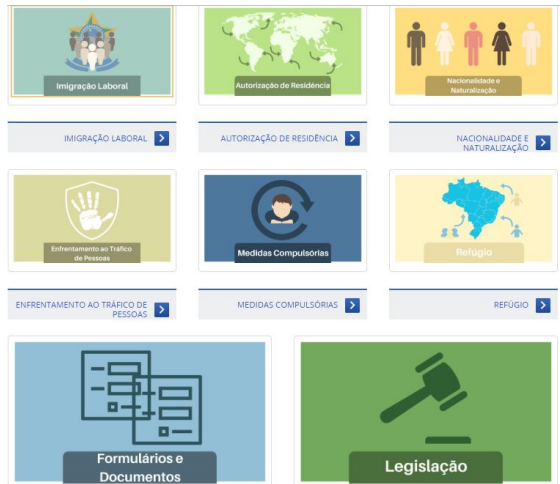 Imigração Laboral
Autorização de Residência
Nacionalidade e
Naturalização
IMIGRAÇÃO LABORAL
AUTORIZAÇÃO DE RESIDÊNCIA
NACIONALIDADE E
NATURALIZAÇÃO
Enfrentamento ao Tráfico
de Pessoas
Medidas Compulsórias
Refúgio
ENFRENTAMENTO AO TRÁFICO DE
PESSOAS
MEDIDAS COMPULSÓRIAS
REFÚGIO
Formulários e
Documentos
Legislação